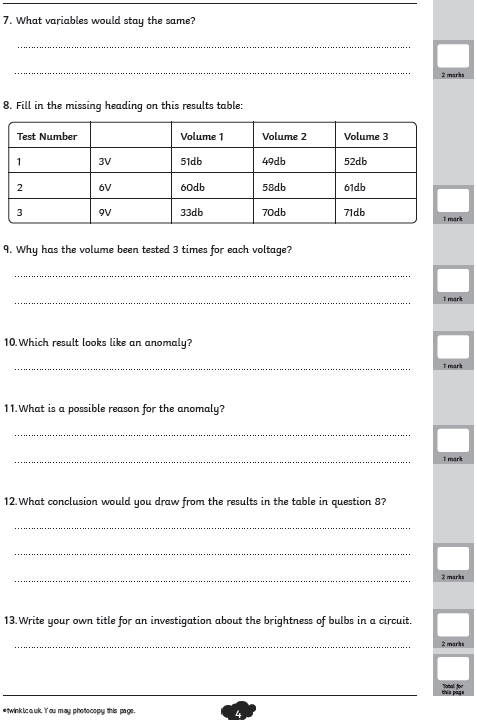 7. What variables would stay the same?
2 marks
8. Fill in the missing heading on this results table:
Test Number Volume 1 Volume 2 Volume 3
1 3V 51db 49db 52db
2 6V 60db 58db 61db
3 9V 33db 70db 71db
1 mark
9. Why has the volume been tested 3 times for each voltage?
1 mark
10. Which result looks like an anomaly?
1 mark
11. What is a possible reason for the anomaly?
1 mark
12. What conclusion would you draw from the results in the table in question 8?
2 marks
13. Write your own title for an investigation about the brightness of bulbs in a circuit.
2 marks
Total for
this page
©twinkl.co.uk. You may photocopy this page.
4